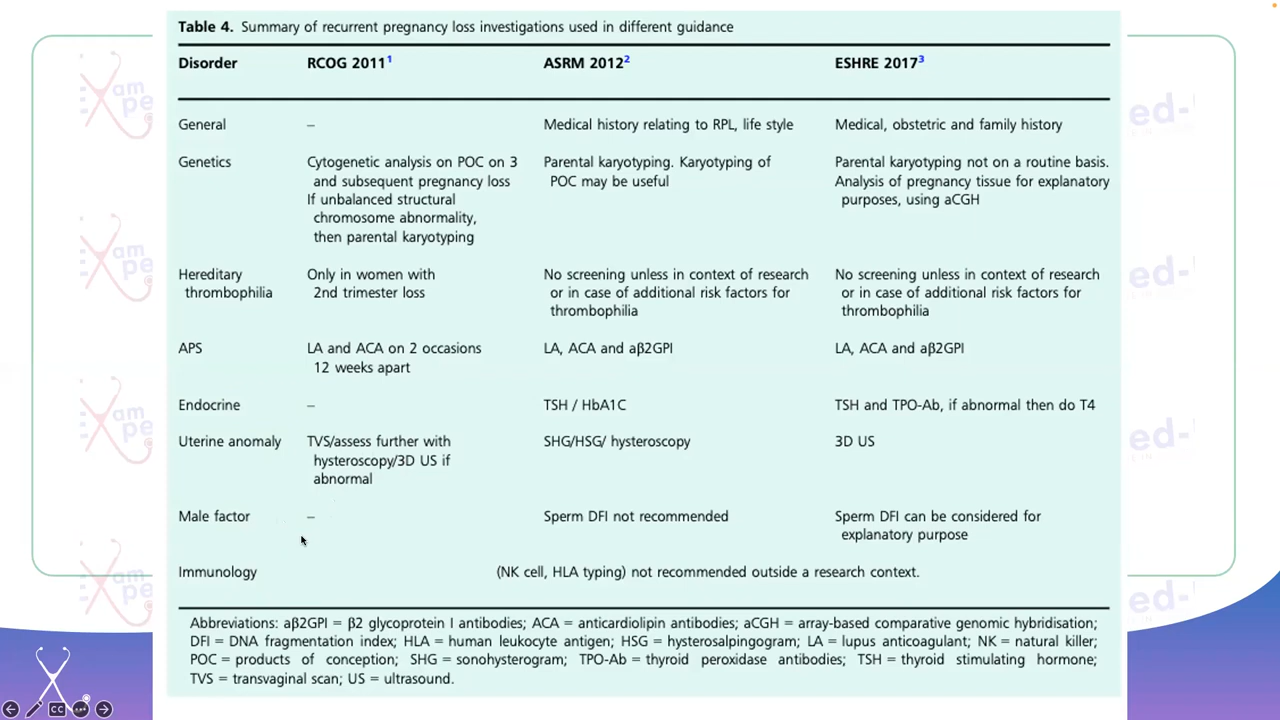 Table 4. Summary of recurrent pregnancy loss investigations used in different guidance
Disorder RCOG 2011¹ ASRM 2012² ESHRE 2017³
General – Medical history relating to RPL, life style Medical, obstetric and family history
Genetics Cytogenetic analysis on POC on 3 Parental karyotyping. Karyotyping of Parental karyotyping not on a routine basis.
and subsequent pregnancy loss POC may be useful Analysis of pregnancy tissue for explanatory
If unbalanced structural purposes, using aCGH
chromosome abnormality,
then parental karyotyping
Hereditary Only in women with No screening unless in context of research No screening unless in context of research
thrombophilia 2nd trimester loss or in case of additional risk factors for or in case of additional risk factors for
thrombophilia thrombophilia
APS LA and ACA on 2 occasions LA, ACA and aβ2GPI LA, ACA and aβ2GPI
12 weeks apart
Endocrine – TSH / HbA1C TSH and TPO-Ab, if abnormal then do T4
Uterine anomaly TVS/assess further with SHG/HSG/ hysteroscopy 3D US
hysteroscopy/3D US if
abnormal
Male factor – Sperm DFI not recommended Sperm DFI can be considered for
explanatory purpose
Immunology (NK cell, HLA typing) not recommended outside a research context.
Abbreviations: aβ2GPI = β2 glycoprotein I antibodies; ACA = anticardiolipin antibodies; aCGH = array-based comparative genomic hybridisation;
DFI = DNA fragmentation index; HLA = human leukocyte antigen; HSG = hysterosalpingogram; LA = lupus anticoagulant; NK = natural killer;
POC = products of conception; SHG = sonohysterogram; TPO-Ab = thyroid peroxidase antibodies; TSH = thyroid stimulating hormone;
TVS = transvaginal scan; US = ultrasound.
CC